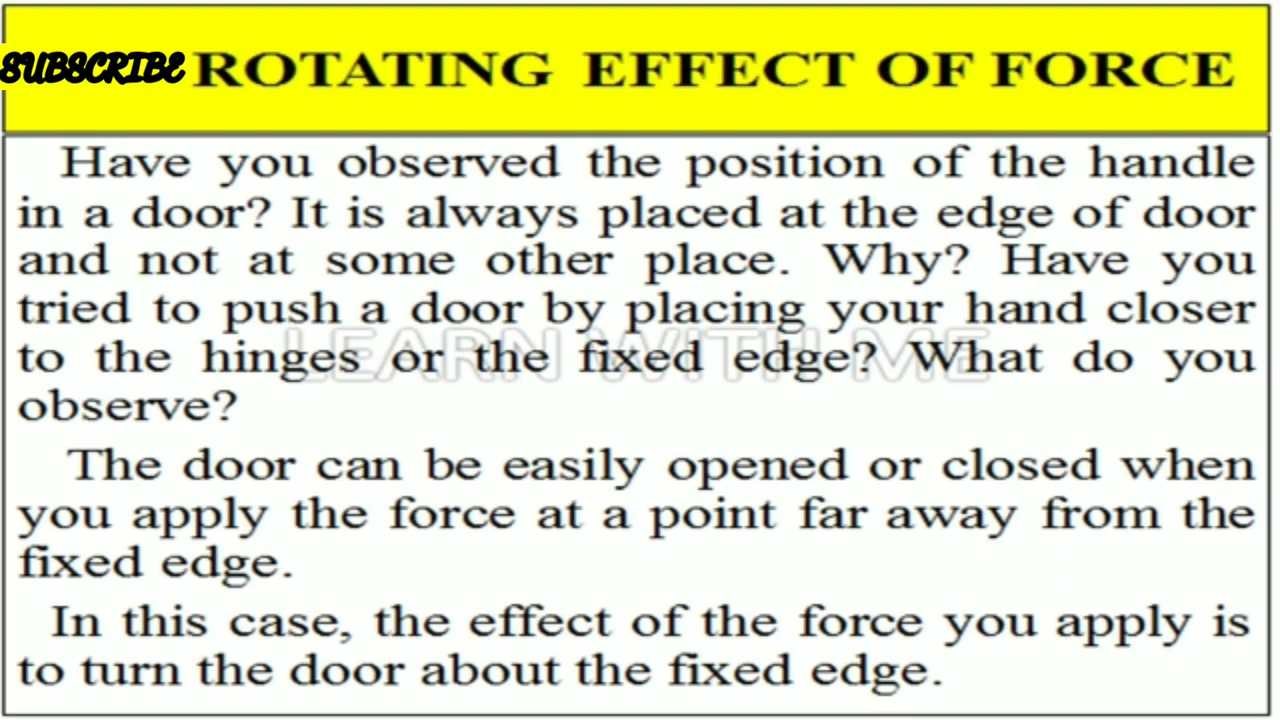 SUBSCRIBE ROTATING EFFECT OF FORCE
Have you observed the position of the handle
in a door? It is always placed at the edge of door
and not at some other place. Why? Have you
tried to push a door by placing your hand closer
LEARN WITH ME
to the hinges or the fixed edge? What do you
observe?
The door can be easily opened or closed when
you apply the force at a point far away from the
fixed edge.
In this case, the effect of the force you apply is
to turn the door about the fixed edge.